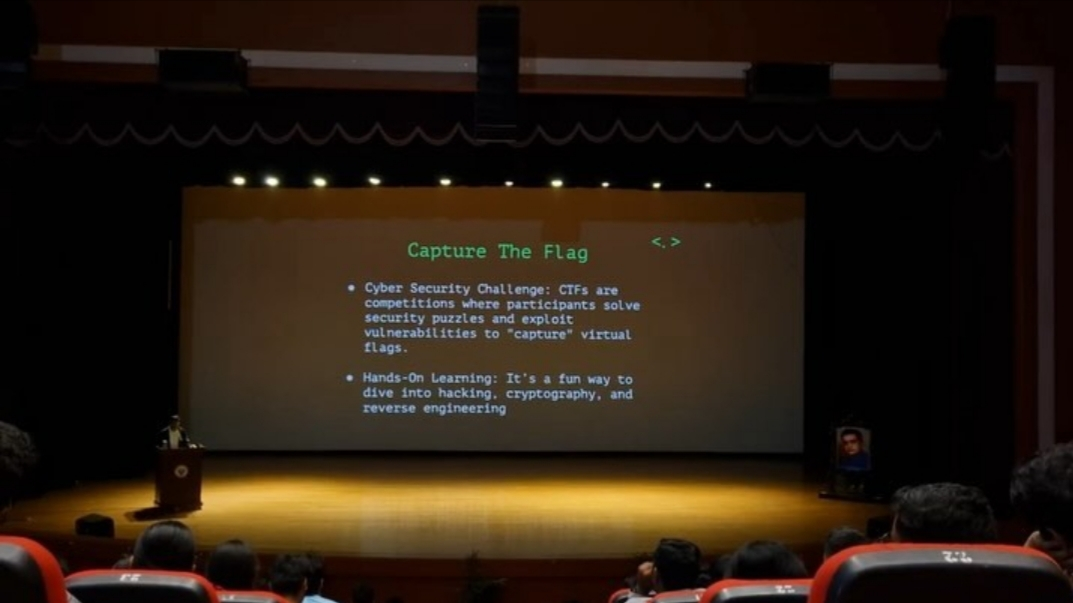 Capture The Flag
<.>
• Cyber Security Challenge: CTFs are
competitions where participants solve
security puzzles and exploit
vulnerabilities to "capture" virtual
flags.
• Hands-On Learning: It's a fun way to
dive into hacking, cryptography, and
reverse engineering